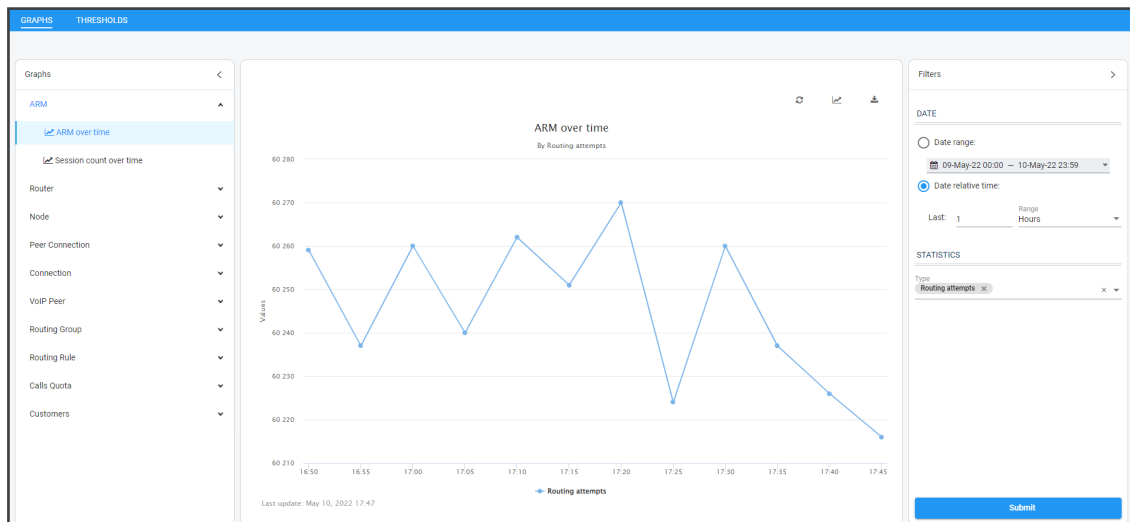 GRAPHS THRESHOLDS
Graphs
ARM
ARM over time
Session count over time
Router
Node
Peer Connection
Connection
VoIP Peer
Routing Group
Routing Rule
Calls Quota
Customers
ARM over time
By Routing attempts
Values
60 280
60 270
60 260
60 250
60 240
60 230
60 220
60 210
16:50 16:55 17:00 17:05 17:10 17:15 17:20 17:25 17:30 17:35 17:40 17:45
Routing attempts
Last update: May 10, 2022 17:47
Filters
DATE
Date range:
09-May-22 00:00 – 10-May-22 23:59
Date relative time:
Range
Last: 1 Hours
STATISTICS
Type
Routing attempts
Submit